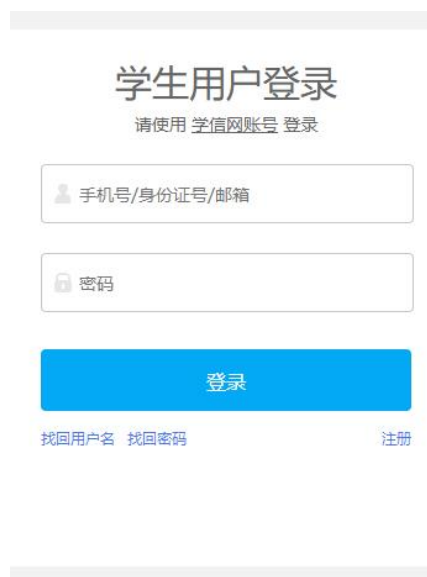 学生用户登录
请使用 学信网账号 登录
手机号/身份证号/邮箱
密码
登录
找回用户名 找回密码 注册